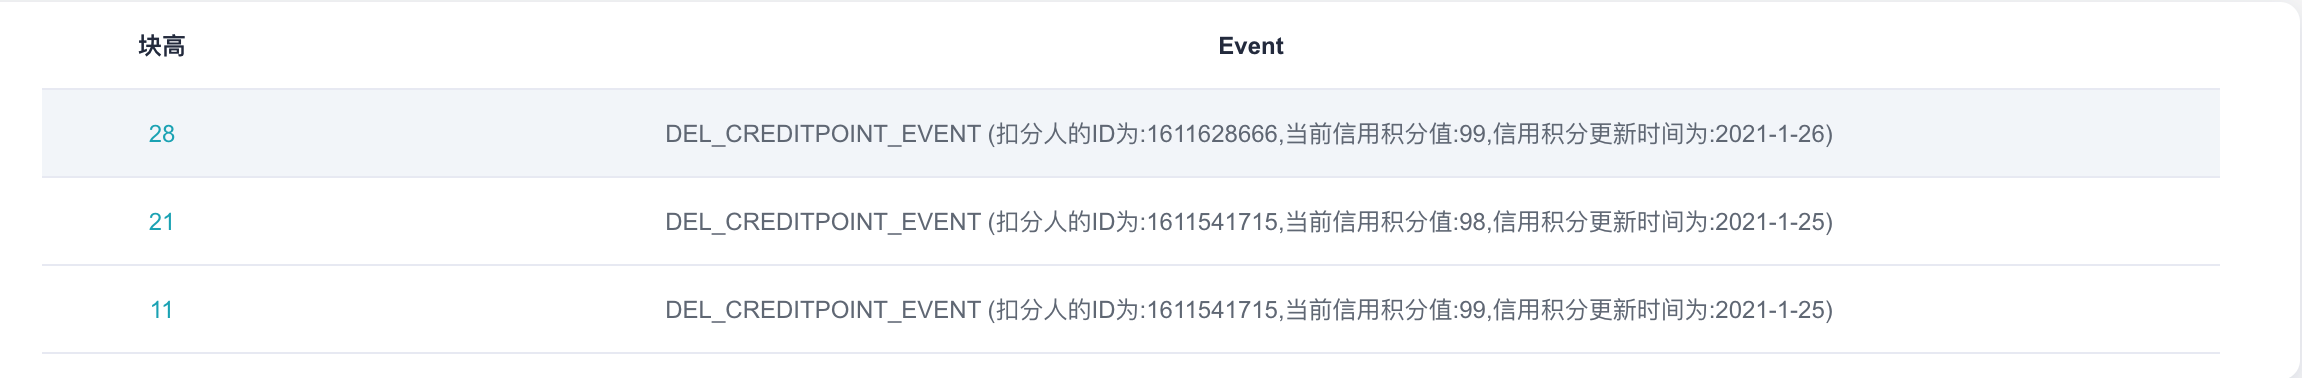 块高 Event
28 DEL_CREDITPOINT_EVENT (扣分人的ID为:1611628666,当前信用积分值:99,信用积分更新时间为:2021-1-26)
21 DEL_CREDITPOINT_EVENT (扣分人的ID为:1611541715,当前信用积分值:98,信用积分更新时间为:2021-1-25)
11 DEL_CREDITPOINT_EVENT (扣分人的ID为:1611541715,当前信用积分值:99,信用积分更新时间为:2021-1-25)